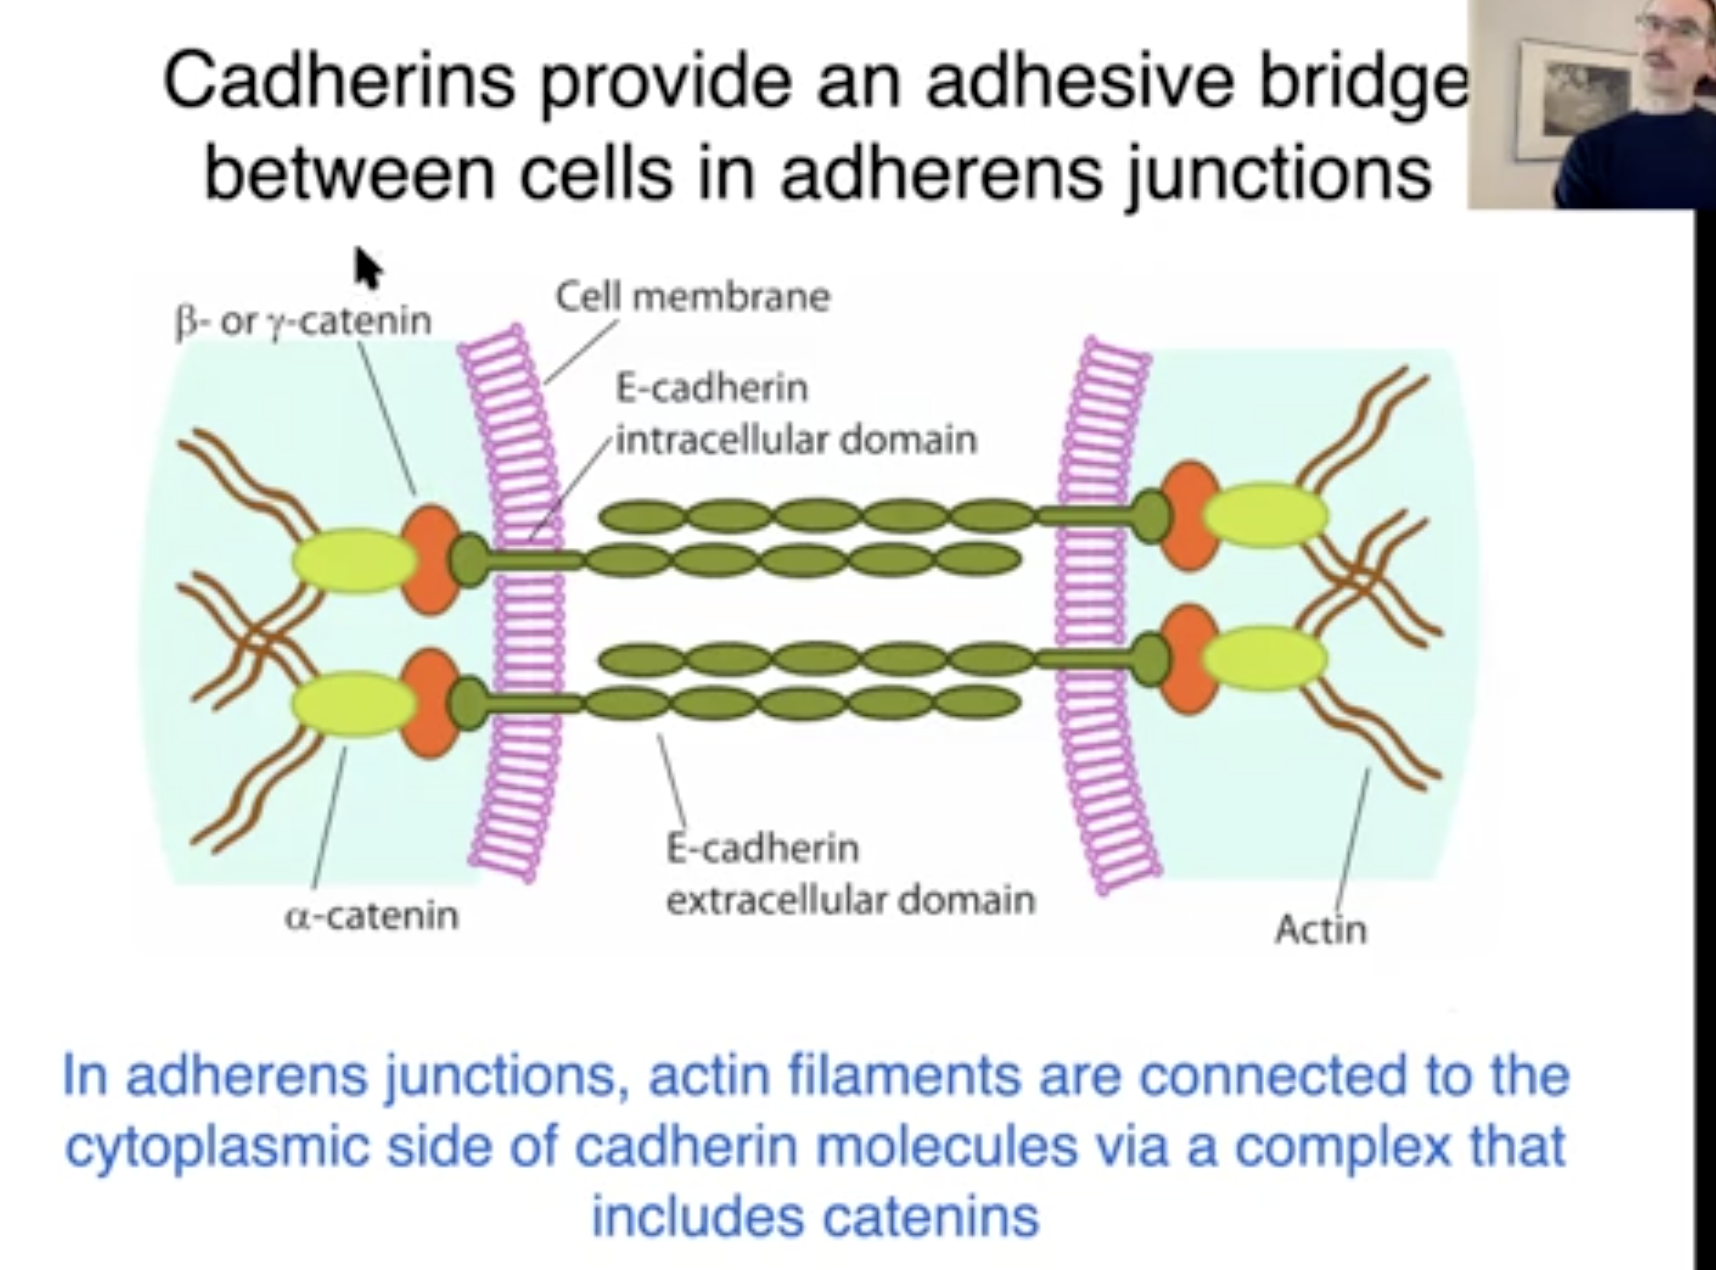 Cadherins provide an adhesive bridge
between cells in adherens junctions
β- or γ-catenin
Cell membrane
E-cadherin
intracellular domain
E-cadherin
extracellular domain
α-catenin
Actin
In adherens junctions, actin filaments are connected to the
cytoplasmic side of cadherin molecules via a complex that
includes catenins